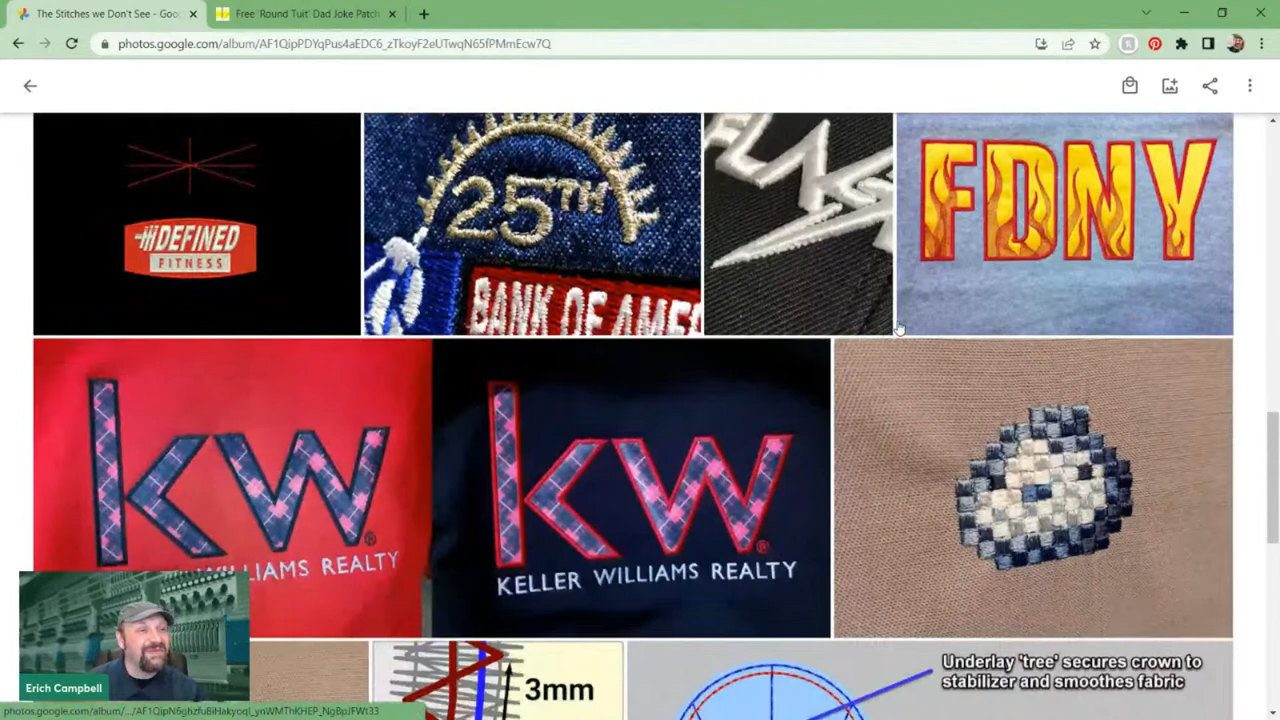 The Stitches we Don't See - Goo
Free 'Round Tuit' Dad Joke Patch
photos.google.com/album/AF1QipPDYqPus4aEDC6_zTkoyF2eUTwqN65fPMmEcw7Q
DEFINED
FITNESS
25TH
BANK OF AME
FDNY
kw
®
LLIAMS REALTY
kw
®
KELLER WILLIAMS REALTY
3mm
Underlay 'tree' secures crown to
stabilizer and smoothes fabric
Erich Campbell